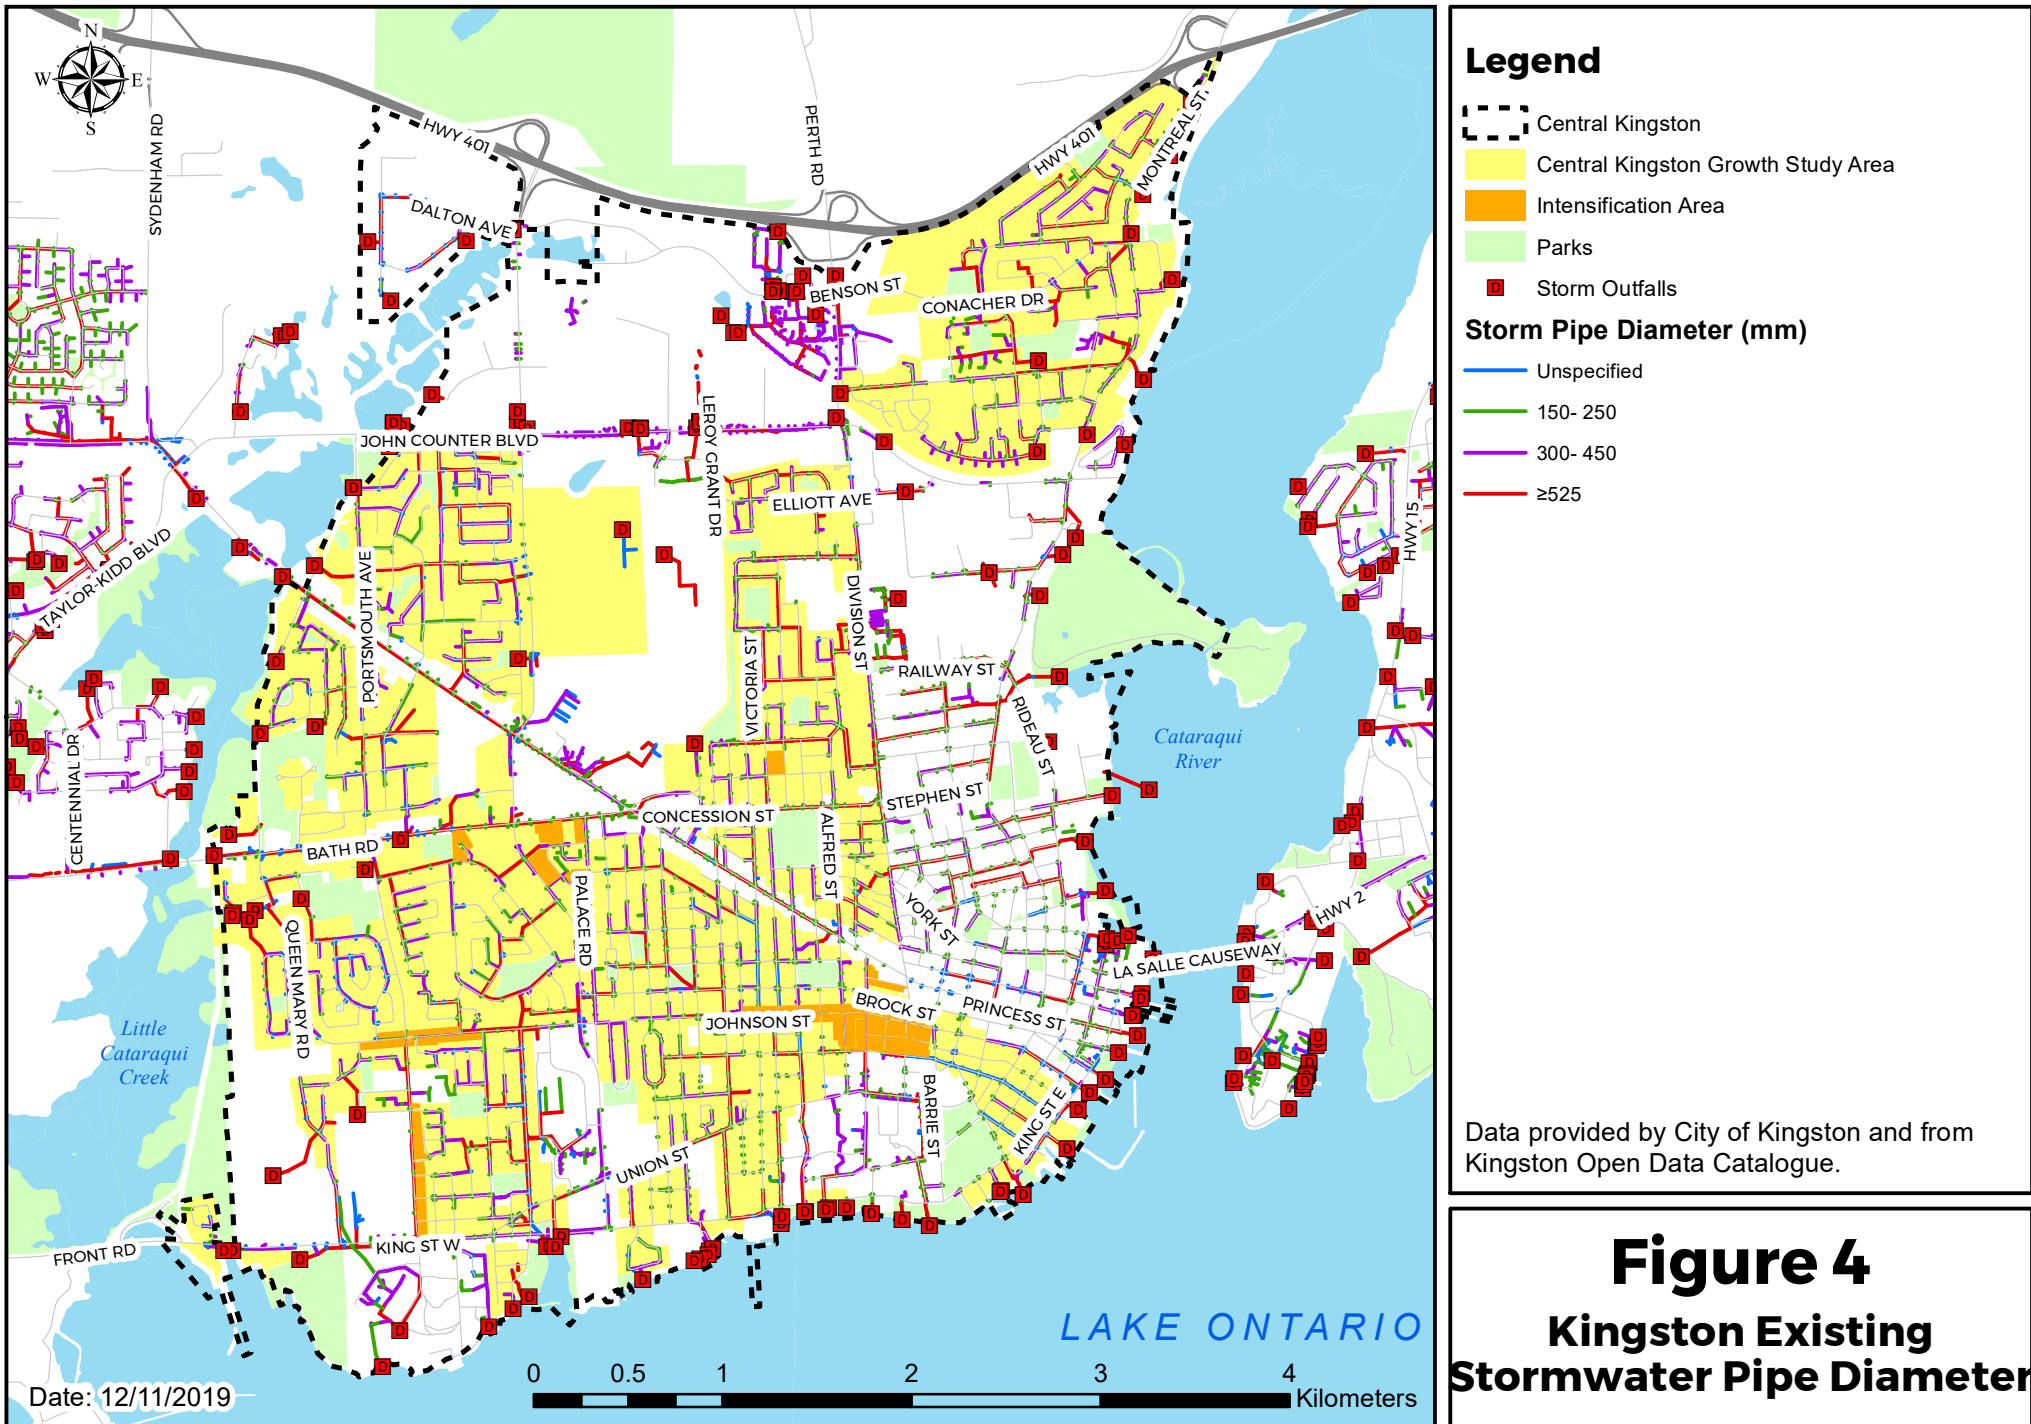 N
W
E
S
SYDENHAM RD
HWY 401
PERTH RD
HWY 401
MONTREAL ST
DALTON AVE
BENSON ST
CONACHER DR
JOHN COUNTER BLVD
LEROY GRANT DR
ELLIOTT AVE
HWY 15
TAYLOR-KIDD BLVD
PORTSMOUTH AVE
DIVISION ST
VICTORIA ST
RAILWAY ST
RIDEAU ST
Cataraqui
River
CENTENNIAL DR
STEPHEN ST
CONCESSION ST
BATH RD
ALFRED ST
PALACE RD
YORK ST
HWY 2
QUEEN MARY RD
LA SALLE CAUSEWAY
BROCK ST
PRINCESS ST
JOHNSON ST
Little
Cataraqui
Creek
BARRIE ST
KING ST E
UNION ST
FRONT RD
KING ST W
LAKE ONTARIO
0 0.5 1 2 3 4
Kilometers
Date: 12/11/2019
Legend
Central Kingston
Central Kingston Growth Study Area
Intensification Area
Parks
D Storm Outfalls
Storm Pipe Diameter (mm)
Unspecified
150- 250
300- 450
≥525
Data provided by City of Kingston and from
Kingston Open Data Catalogue.
Figure 4
Kingston Existing
Stormwater Pipe Diameter